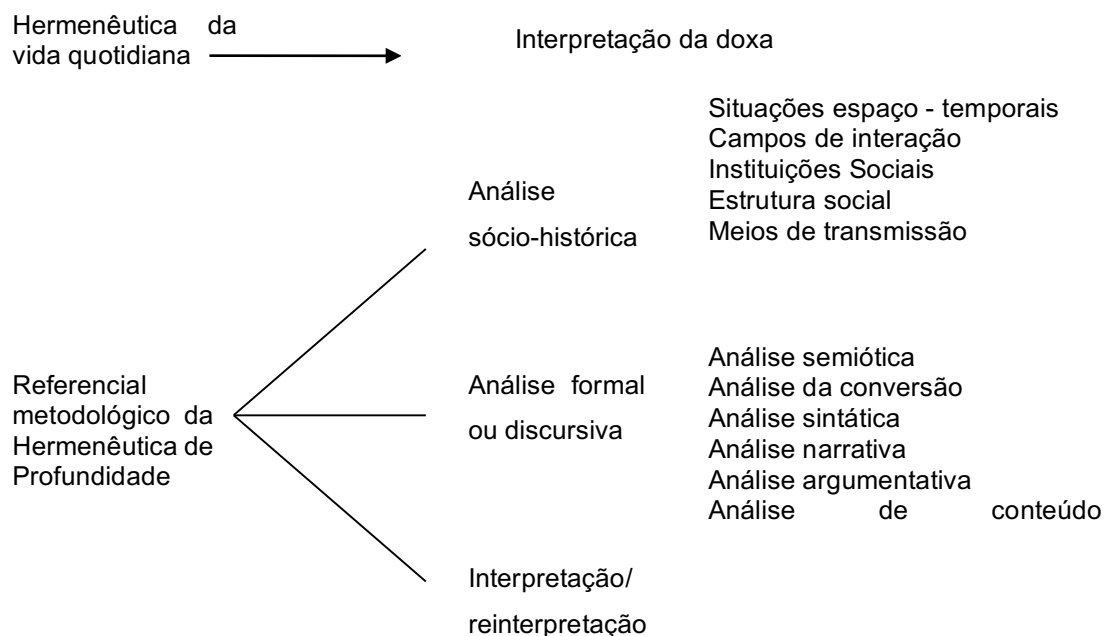 Hermenêutica da
vida quotidiana
Interpretação da doxa
Situações espaço - temporais
Campos de interação
Instituições Sociais
Estrutura social
Meios de transmissão
Análise
sócio-histórica
Referencial
metodológico da
Hermenêutica de
Profundidade
Análise formal
ou discursiva
Análise semiótica
Análise da conversão
Análise sintática
Análise narrativa
Análise argumentativa
Análise de conteúdo
Interpretação/
reinterpretação